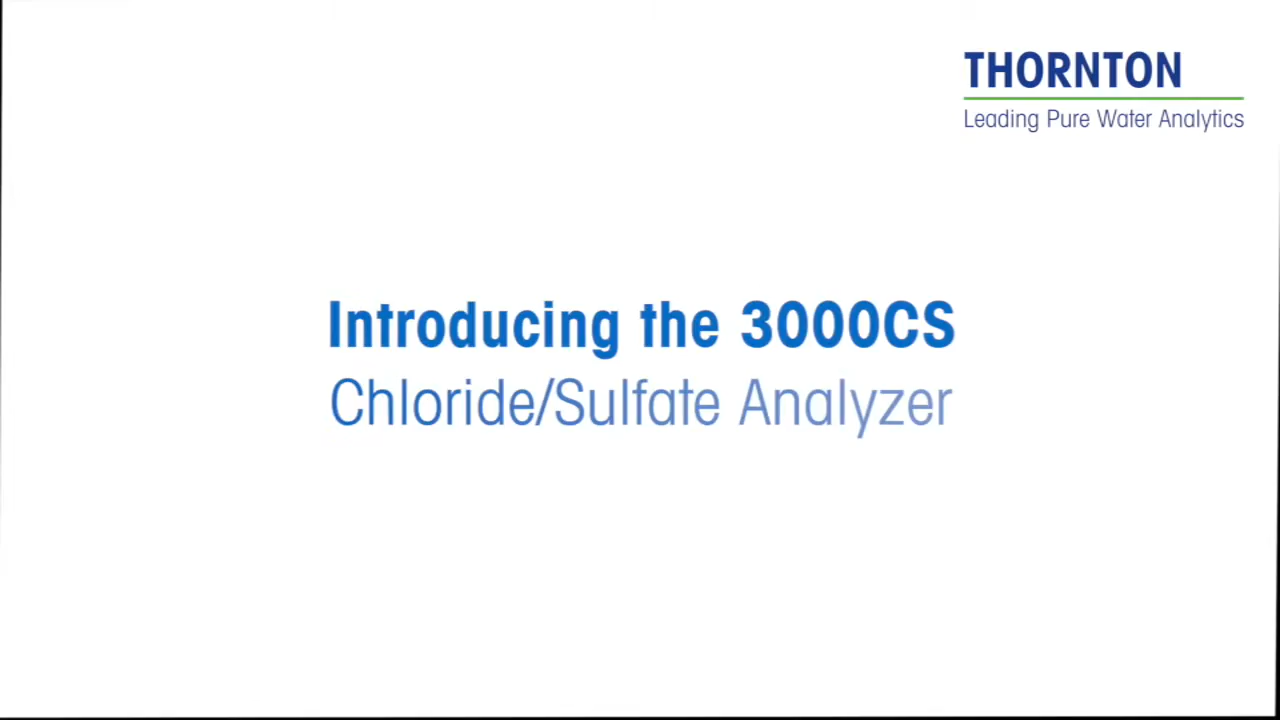 THORNTON
Leading Pure Water Analytics
Introducing the 3000CS
Chloride/Sulfate Analyzer